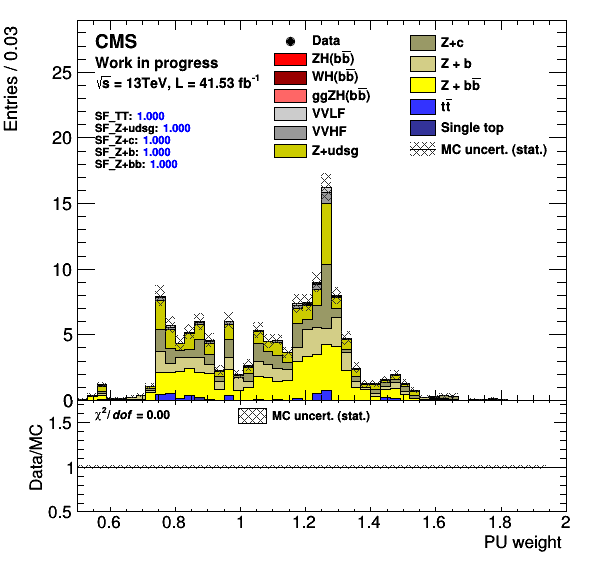 CMS
Work in progress
√s = 13TeV, L = 41.53 fb⁻¹
SF_TT: 1.000
SF_Z+udsg: 1.000
SF_Z+c: 1.000
SF_Z+b: 1.000
SF_Z+bb: 1.000
Data
ZH(bb̅)
WH(bb̅)
ggZH(bb̅)
VVLF
VVHF
Z+udsg
Z+c
Z + b
Z + bb̅
tt̅
Single top
MC uncert. (stat.)
Entries / 0.03
25
20
15
10
5
0
χ²/dof = 0.00
MC uncert. (stat.)
Data/MC
1.5
1
0.5
0.6 0.8 1 1.2 1.4 1.6 1.8 2
PU weight